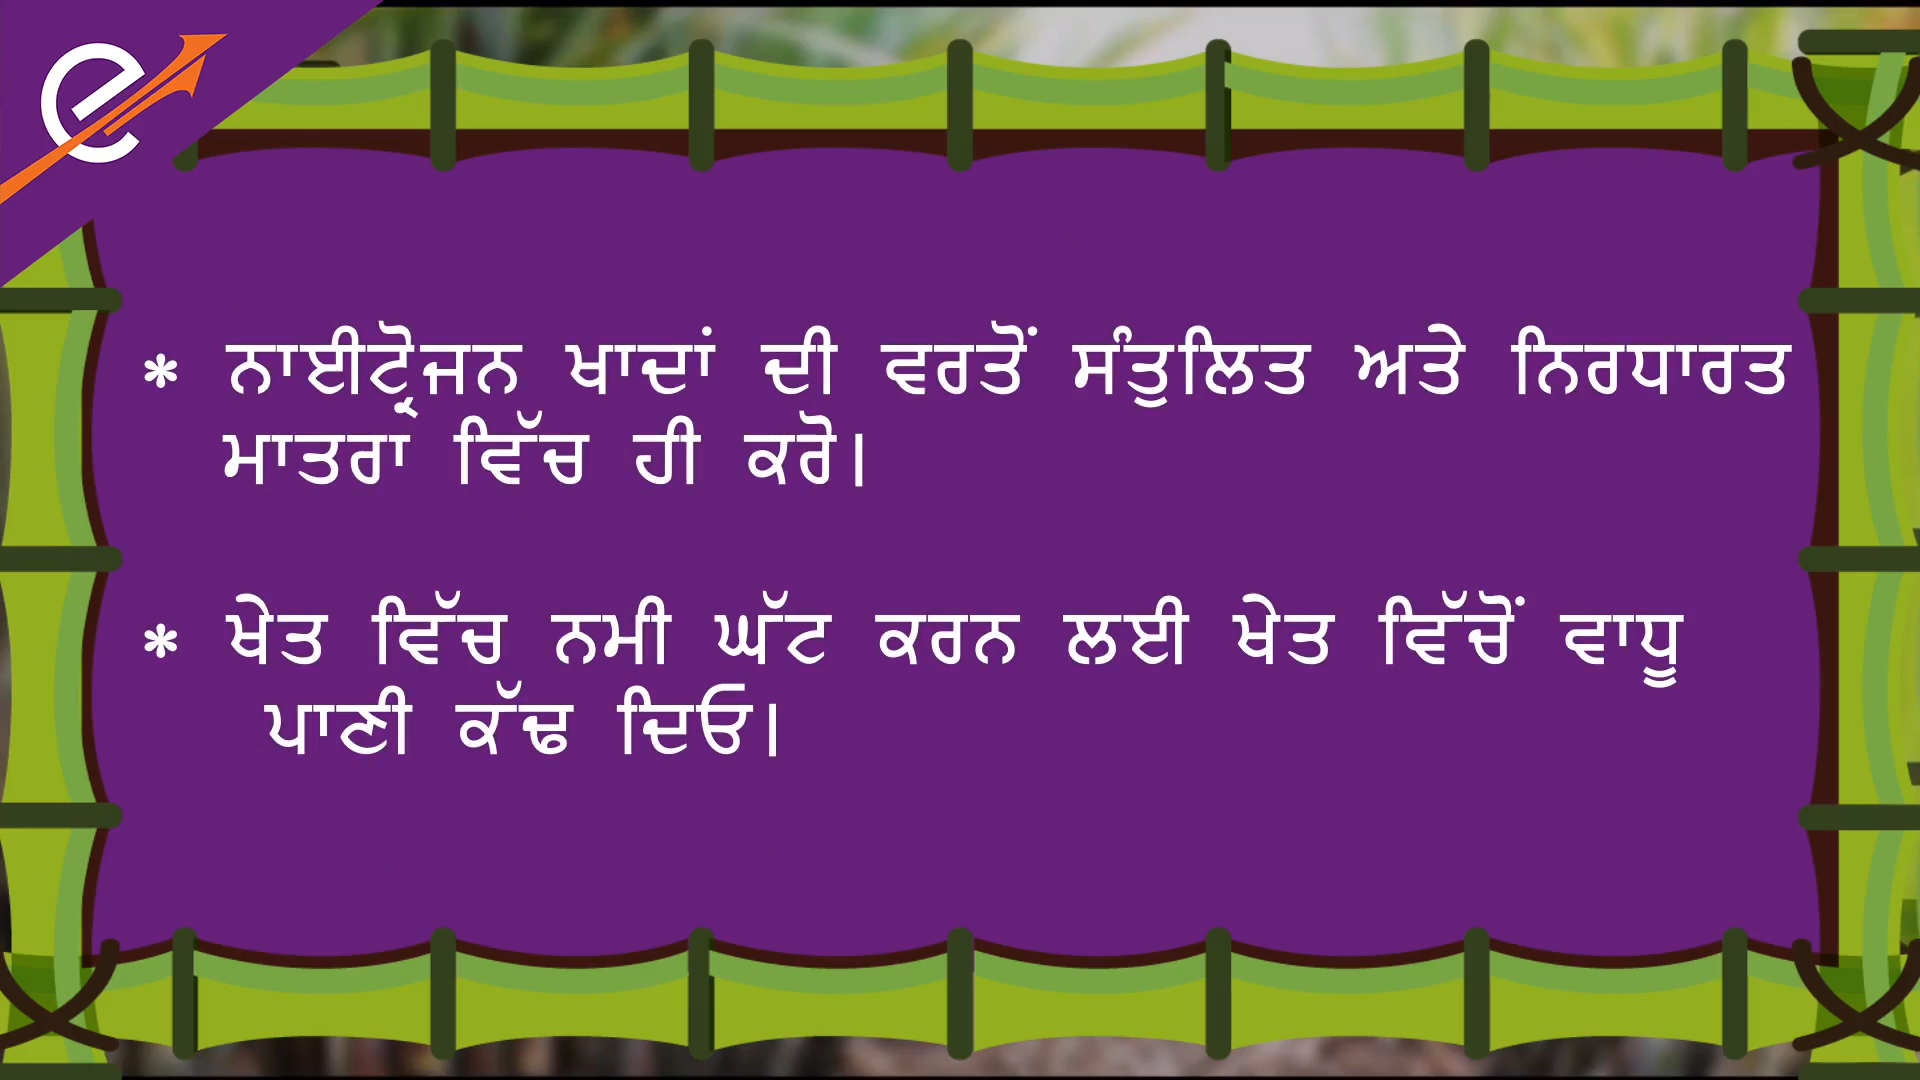 * ਨਾਈਟ੍ਰੋਜਨ ਖਾਦਾਂ ਦੀ ਵਰਤੋਂ ਸੰਤੁਲਿਤ ਅਤੇ ਨਿਰਧਾਰਤ
ਮਾਤਰਾ ਵਿੱਚ ਹੀ ਕਰੋ।
* ਖੇਤ ਵਿੱਚ ਨਮੀ ਘੱਟ ਕਰਨ ਲਈ ਖੇਤ ਵਿੱਚੋਂ ਵਾਧੂ
ਪਾਣੀ ਕੱਢ ਦਿਓ।